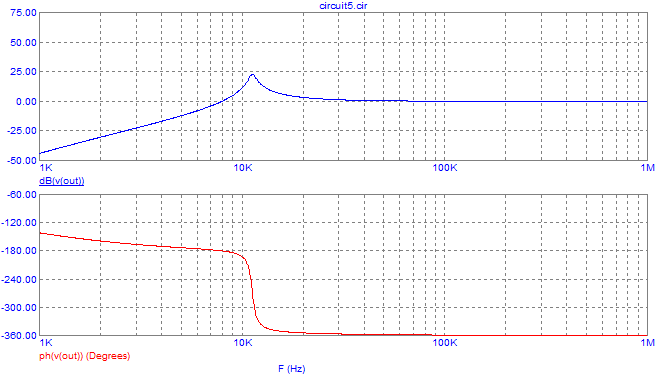 circuit5.cir
75.00
50.00
25.00
0.00
-25.00
-50.00
1K 10K 100K 1M
dB(v(out))
-60.00
-120.00
-180.00
-240.00
-300.00
-360.00
1K 10K 100K 1M
ph(v(out)) (Degrees)
F (Hz)